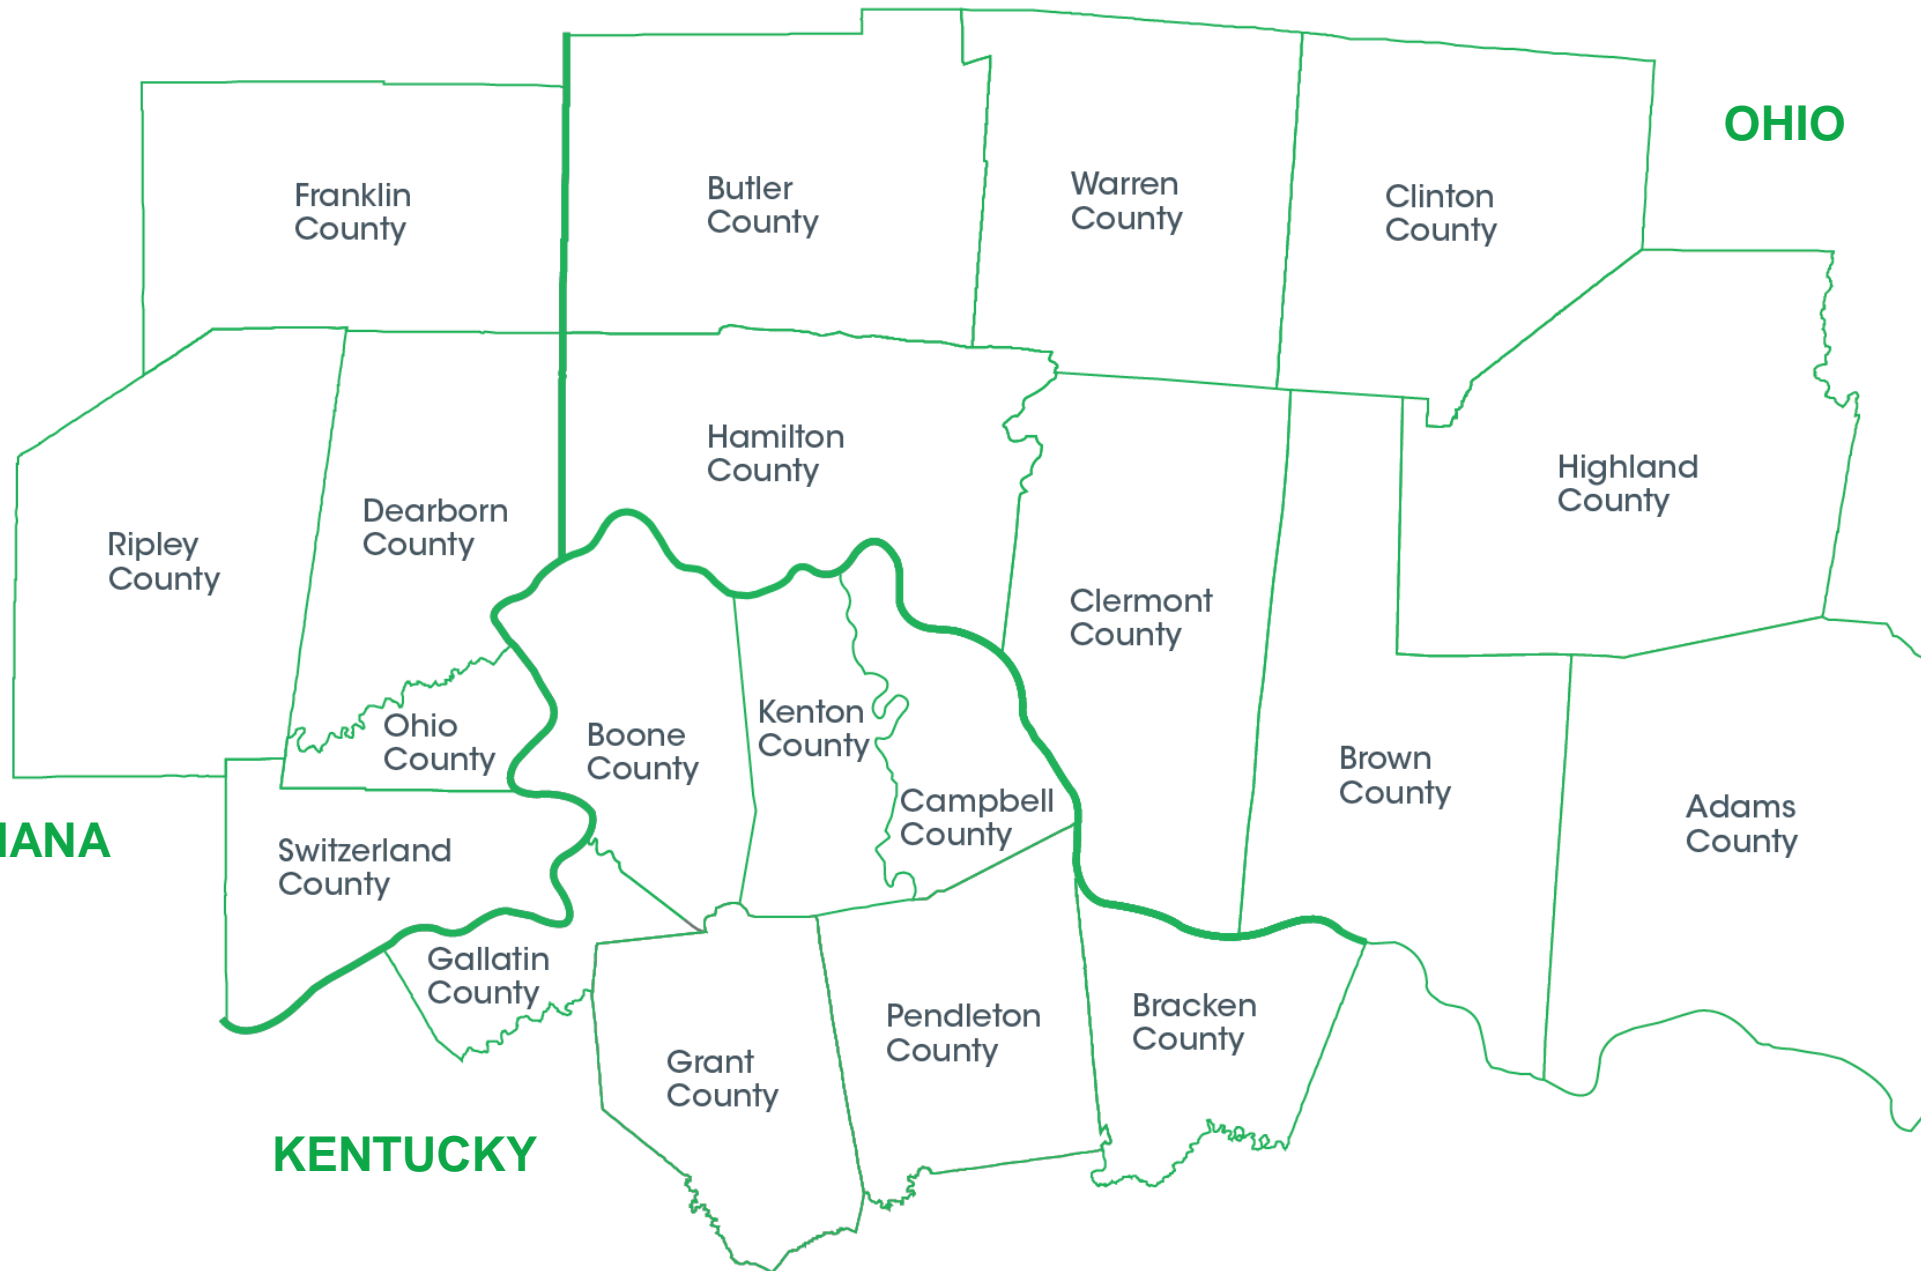 OHIO
Franklin
County
Butler
County
Warren
County
Clinton
County
Hamilton
County
Highland
County
Dearborn
County
Ripley
County
Clermont
County
Ohio
County
Boone
County
Kenton
County
Brown
County
Campbell
County
Adams
County
IANA
Switzerland
County
Gallatin
County
Pendleton
County
Bracken
County
Grant
County
KENTUCKY